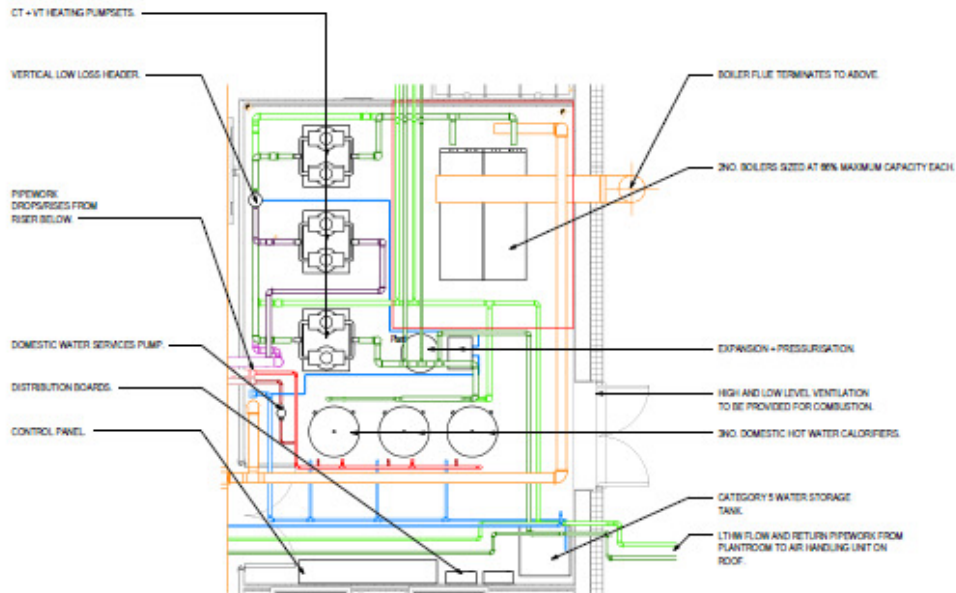 CT + VT HEATING PUMPSETS.
VERTICAL LOW LOSS HEADER.
PIPEWORK
DROPS/RISES FROM
RISER BELOW.
DOMESTIC WATER SERVICES PUMP.
DISTRIBUTION BOARDS.
CONTROL PANEL.
Plant
BOILER FLUE TERMINATES TO ABOVE.
2NO. BOILERS SIZED AT 66% MAXIMUM CAPACITY EACH.
EXPANSION + PRESSURISATION.
HIGH AND LOW LEVEL VENTILATION
TO BE PROVIDED FOR COMBUSTION.
3NO. DOMESTIC HOT WATER CALORIFIERS.
CATEGORY 5 WATER STORAGE
TANK.
LTHW FLOW AND RETURN PIPEWORK FROM
PLANTROOM TO AIR HANDLING UNIT ON
ROOF.